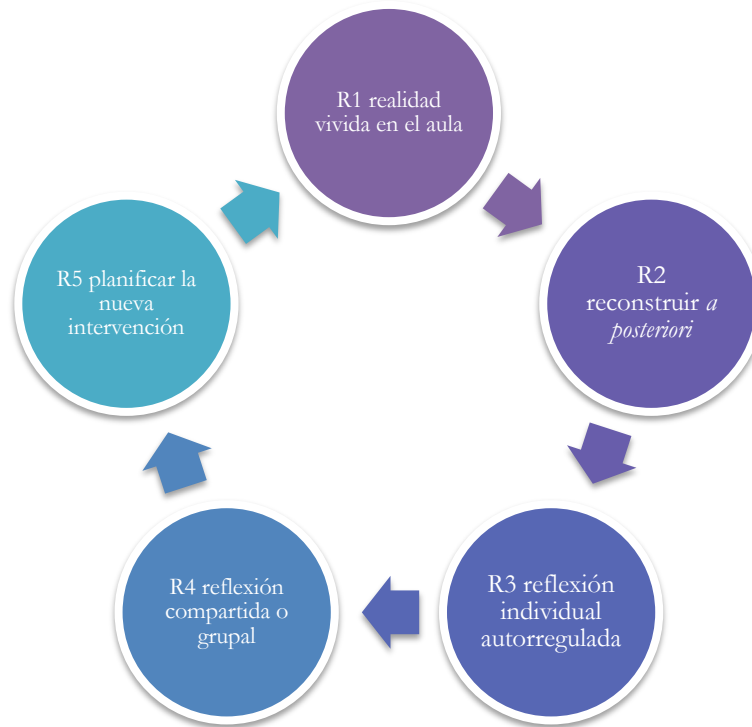 R1 realidad
vivida en el aula
R2
reconstruir a
posteriori
R3 reflexión
individual
autorregulada
R4 reflexión
compartida o
grupal
R5 planificar la
nueva
intervención